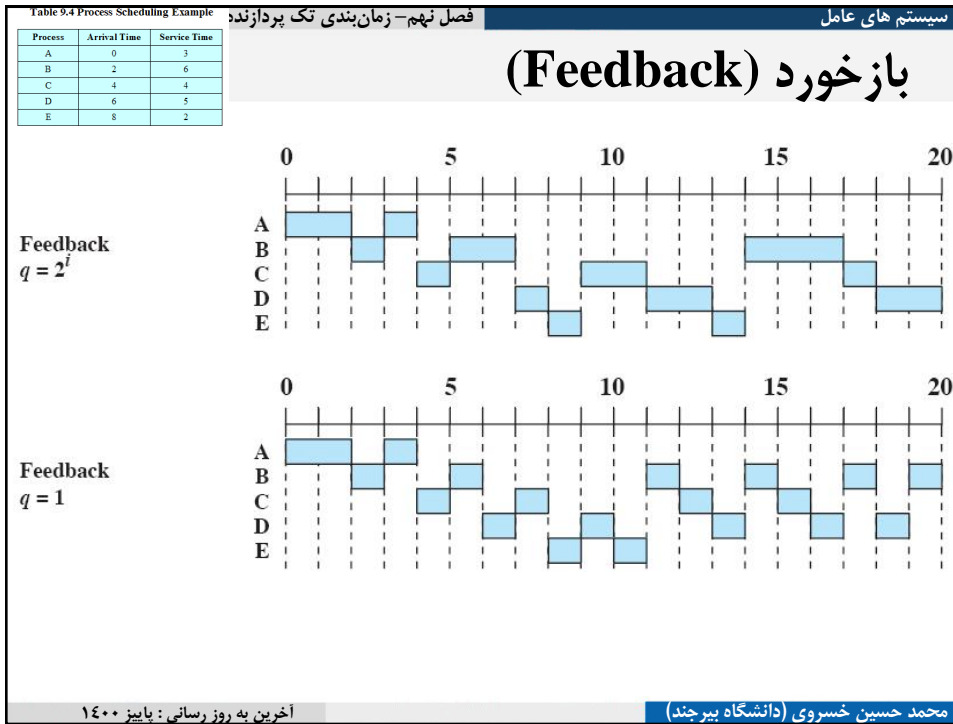 سیستم های عامل
فصل نهم– زمان‌بندی تک پردازنده
Table 9.4 Process Scheduling Example
Process Arrival Time Service Time
A 0 3
B 2 6
C 4 4
D 6 5
E 8 2
بازخورد (Feedback)
0 5 10 15 20
Feedback
q = 2^i
A
B
C
D
E
0 5 10 15 20
Feedback
q = 1
A
B
C
D
E
محمد حسین خسروی (دانشگاه بیرجند)
آخرین به روز رسانی : پاییز ۱٤۰۰